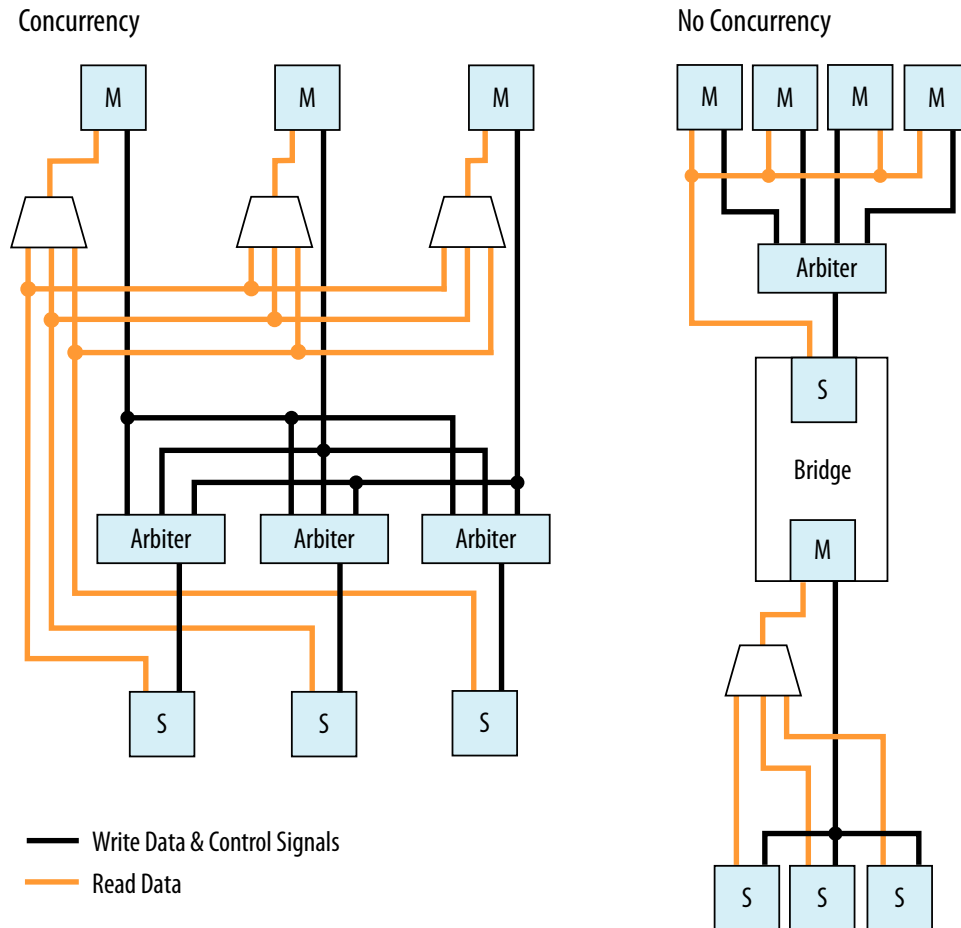 Concurrency
M
M
M
Arbiter
Arbiter
Arbiter
S
S
S
Write Data & Control Signals
Read Data
No Concurrency
M
M
M
M
Arbiter
S
Bridge
M
S
S
S